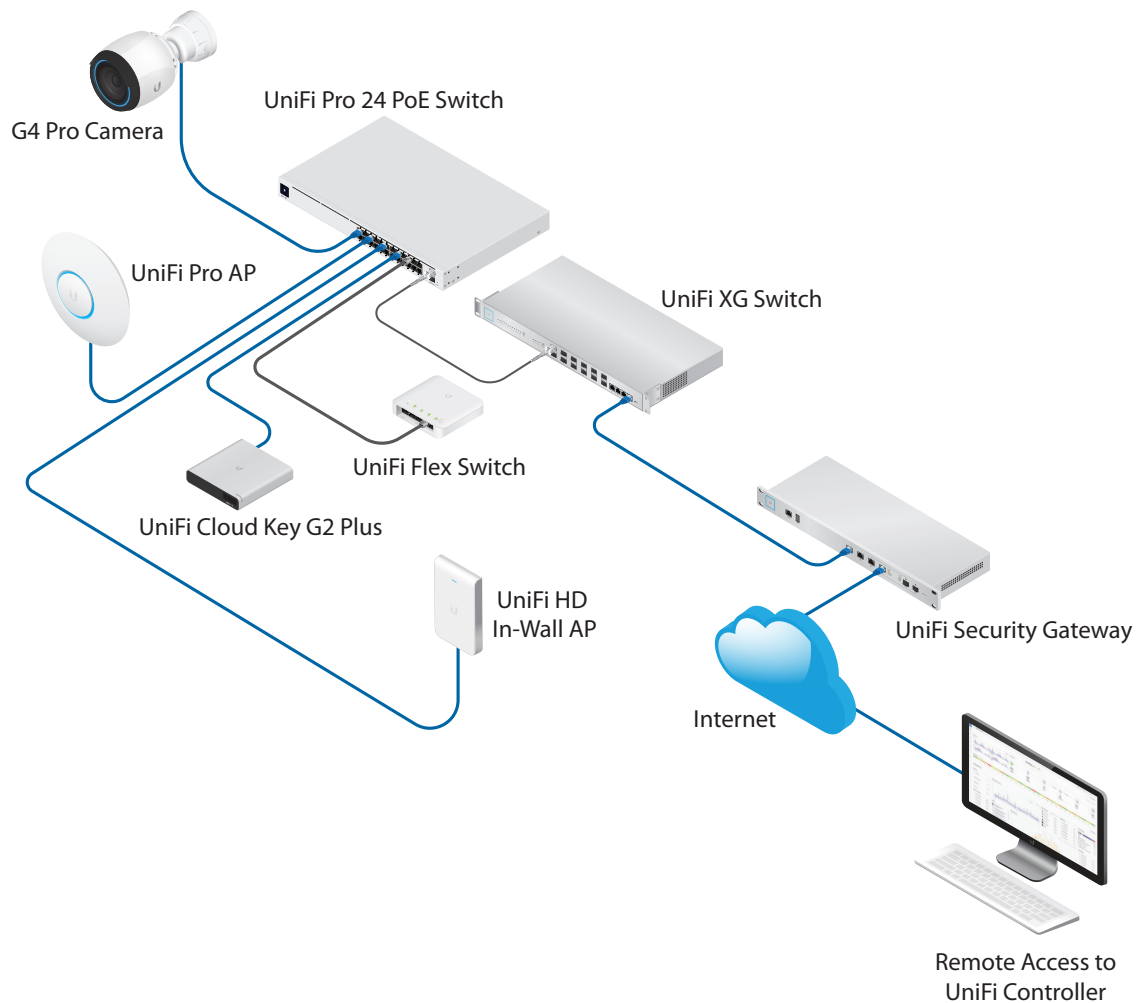 G4 Pro Camera
UniFi Pro 24 PoE Switch
UniFi Pro AP
UniFi XG Switch
UniFi Flex Switch
UniFi Cloud Key G2 Plus
UniFi HD
In-Wall AP
UniFi Security Gateway
Internet
Remote Access to
UniFi Controller